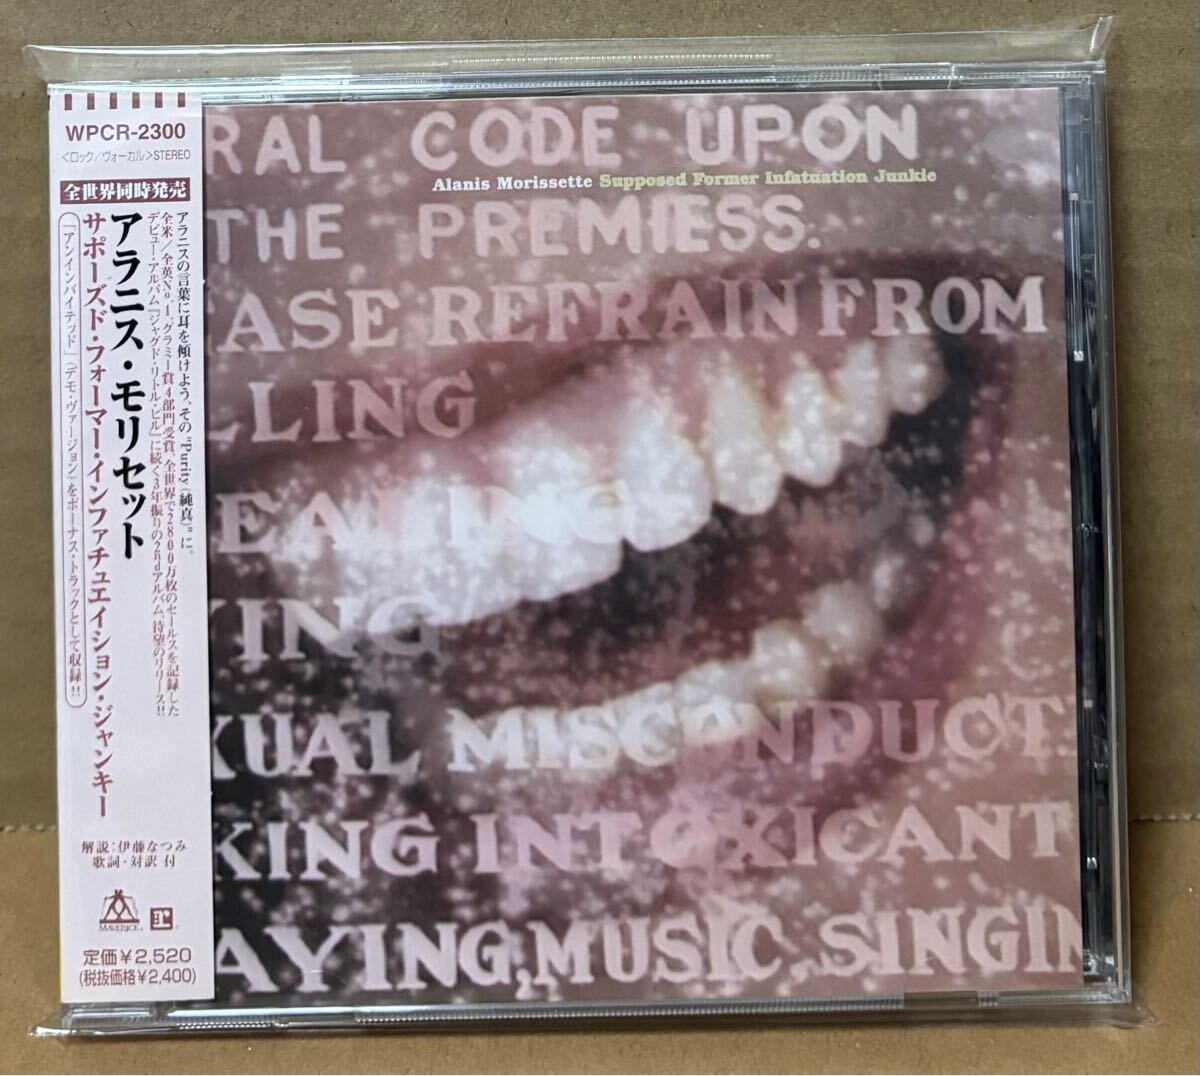 WPCR-2300
<ロック/ヴォーカル>STEREO
全世界同時発売
アラニスの言葉に耳を傾けよう、その"Purity(純真)"に。
全米/全英No.1、グラミー賞4部門受賞、全世界で2800万枚のセールスを記録した
デビュー・アルバム『ジャグド・リトル・ピル』に続く3年振りの2ndアルバム、待望のリリース!!
アラニス・モリセット
サポーズド・フォーマー・インファチュエイション・ジャンキー
「アンインバイテッド」(デモ・ヴァージョン)をボーナス・トラックとして収録!!
解説:伊藤なつみ
歌詞・対訳 付
MAVERICK
定価¥2,520
(税抜価格¥2,400)
RAL CODE UPON
Alanis Morissette Supposed Former Infatuation Junkie
THE PREMIESS.
EASE REFRAIN FROM
LLING
EALING
YING
XUAL MISCONDUCT.
KING INTOXICANT
AYING, MUSIC, SINGIN